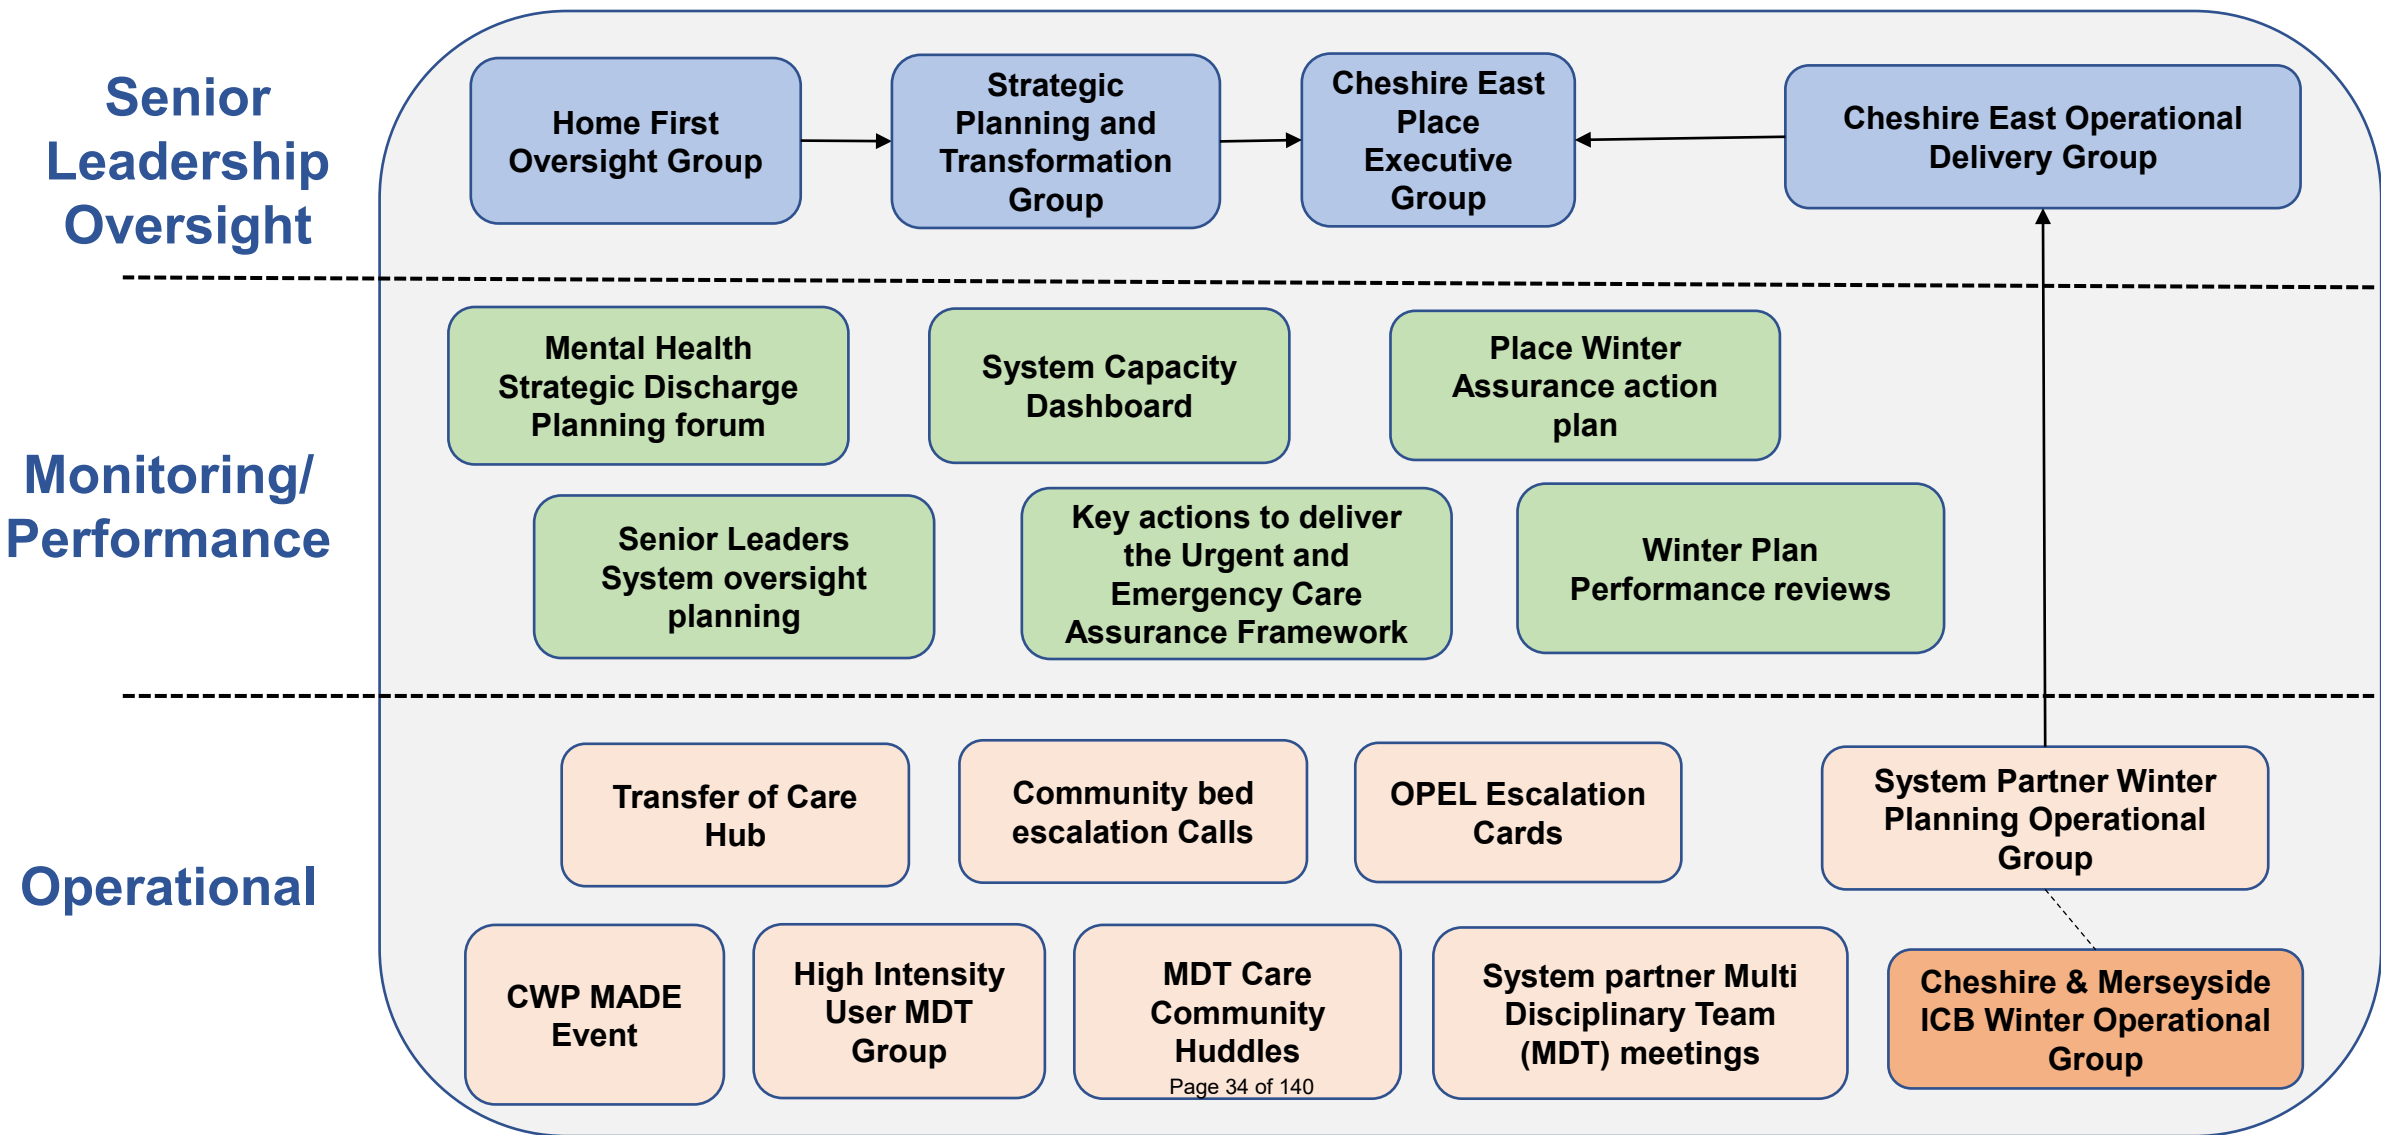 Senior
Leadership
Oversight
Home First
Oversight Group
Strategic
Planning and
Transformation
Group
Cheshire East
Place
Executive
Group
Cheshire East Operational
Delivery Group
Monitoring/
Performance
Mental Health
Strategic Discharge
Planning forum
System Capacity
Dashboard
Place Winter
Assurance action
plan
Senior Leaders
System oversight
planning
Key actions to deliver
the Urgent and
Emergency Care
Assurance Framework
Winter Plan
Performance reviews
Operational
Transfer of Care
Hub
Community bed
escalation Calls
OPEL Escalation
Cards
System Partner Winter
Planning Operational
Group
CWP MADE
Event
High Intensity
User MDT
Group
MDT Care
Community
Huddles
System partner Multi
Disciplinary Team
(MDT) meetings
Cheshire & Merseyside
ICB Winter Operational
Group
Page 34 of 140